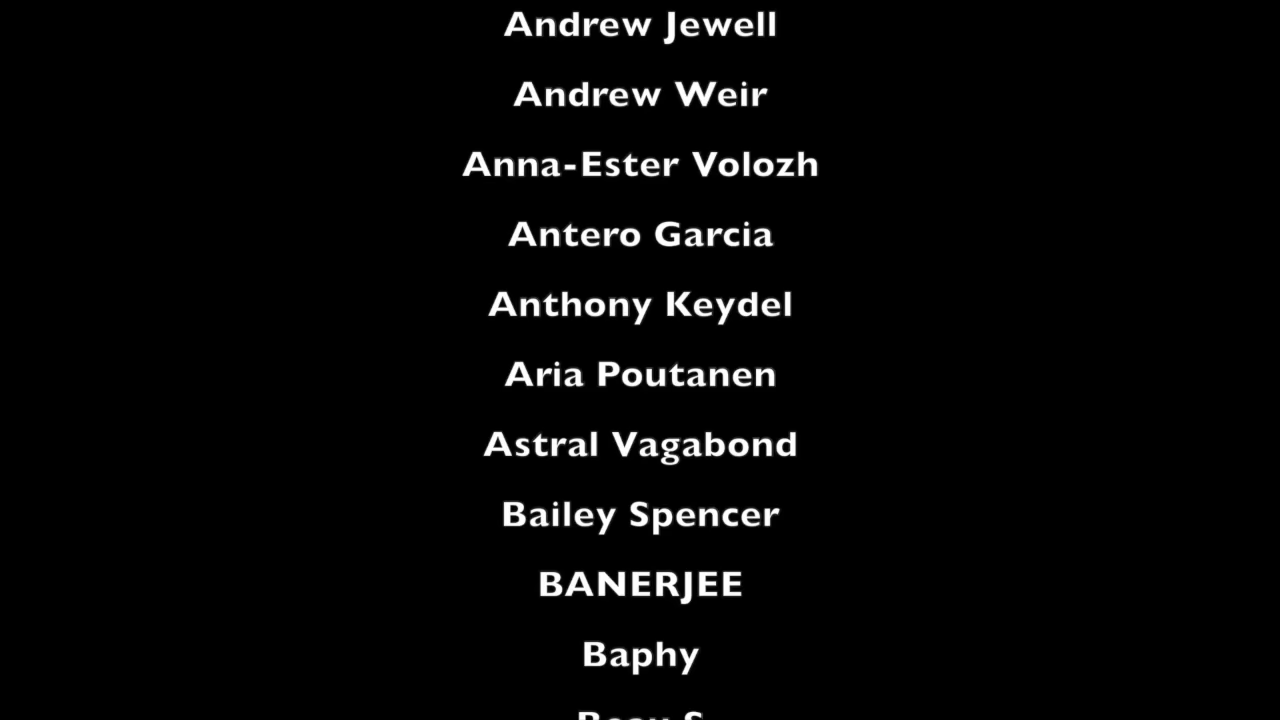 Andrew Jewell
Andrew Weir
Anna-Ester Volozh
Antero Garcia
Anthony Keydel
Aria Poutanen
Astral Vagabond
Bailey Spencer
BANERJEE
Baphy